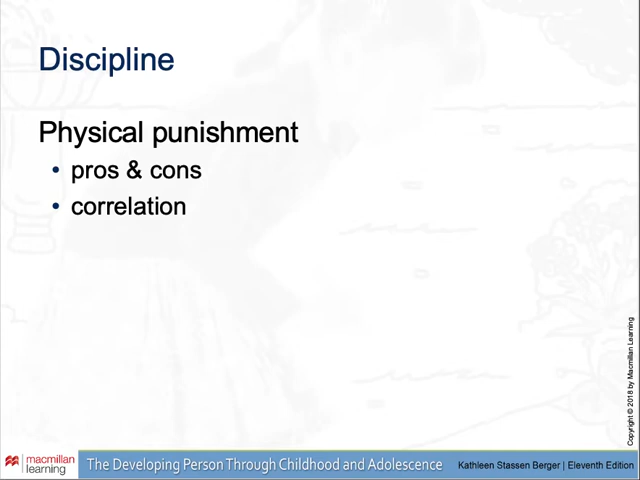 Discipline
Physical punishment
• pros & cons
• correlation
Copyright © 2018 by Macmillan Learning
macmillan
learning
The Developing Person Through Childhood and Adolescence
Kathleen Stassen Berger | Eleventh Edition